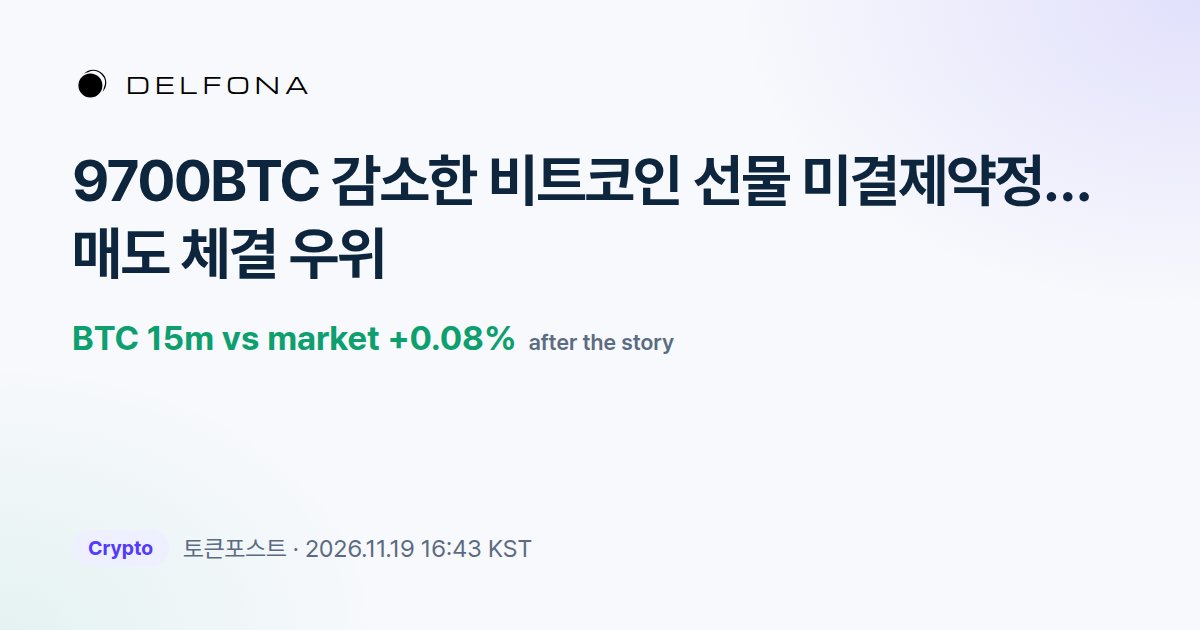 DELFONA
9700BTC 감소한 비트코인 선물 미결제약정...
매도 체결 우위
BTC 15m vs market +0.08% after the story
Crypto 토큰포스트 · 2026.11.19 16:43 KST